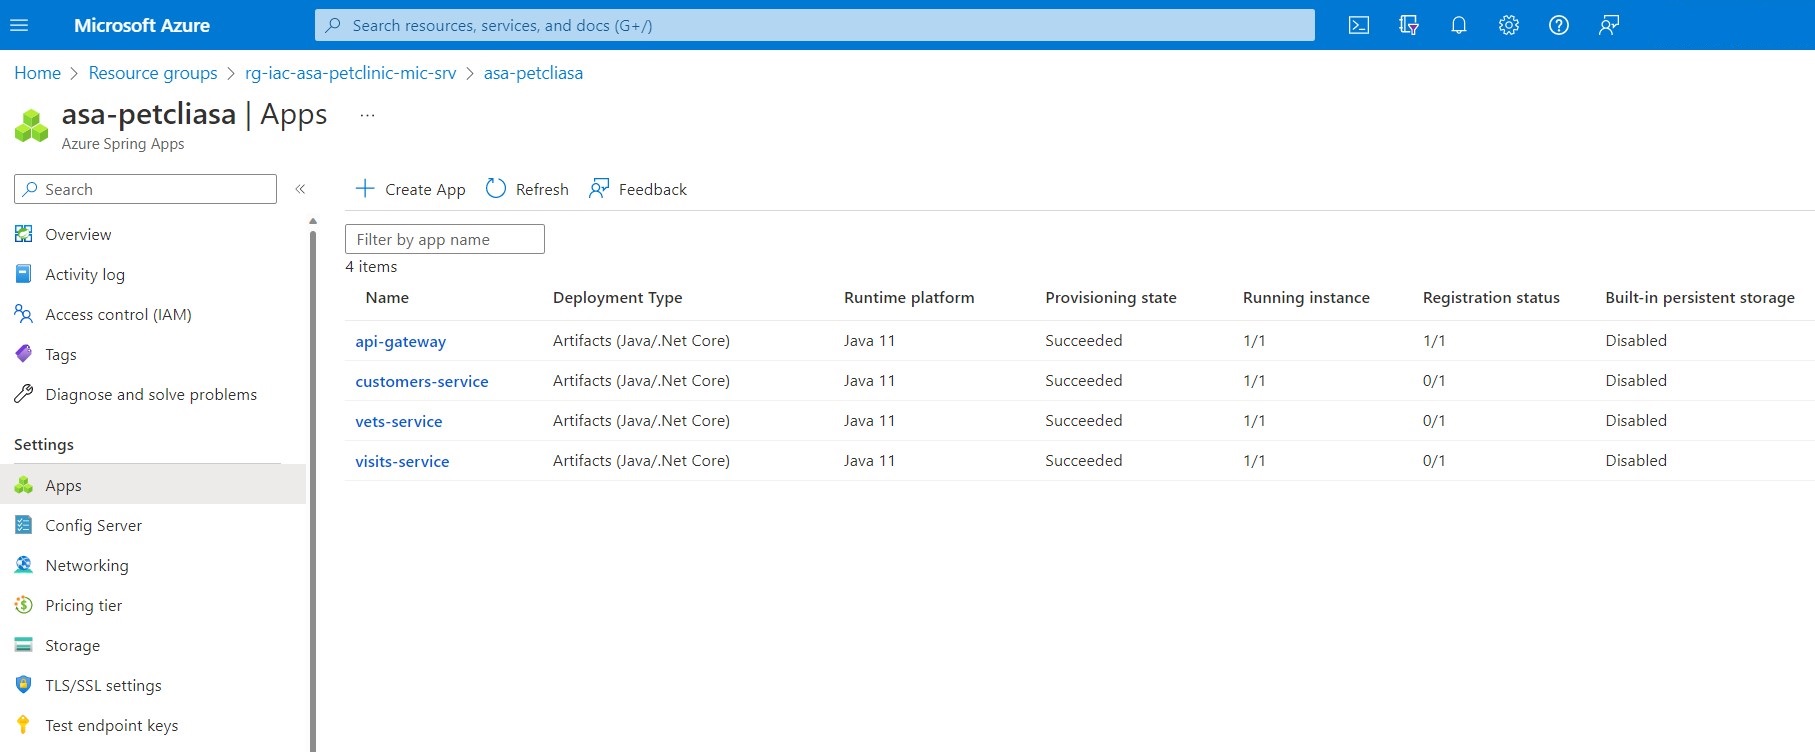 Microsoft Azure
Search resources, services, and docs (G+/)
Home > Resource groups > rg-iac-asa-petclinic-mic-srv > asa-petcliasa
asa-petcliasa | Apps ...
Azure Spring Apps
Search
«
Create App
Refresh
Feedback
Overview
Activity log
Access control (IAM)
Tags
Diagnose and solve problems
Settings
Apps
Config Server
Networking
Pricing tier
Storage
TLS/SSL settings
Test endpoint keys
Filter by app name
4 items
Name Deployment Type Runtime platform Provisioning state Running instance Registration status Built-in persistent storage
api-gateway Artifacts (Java/.Net Core) Java 11 Succeeded 1/1 1/1 Disabled
customers-service Artifacts (Java/.Net Core) Java 11 Succeeded 1/1 0/1 Disabled
vets-service Artifacts (Java/.Net Core) Java 11 Succeeded 1/1 0/1 Disabled
visits-service Artifacts (Java/.Net Core) Java 11 Succeeded 1/1 0/1 Disabled